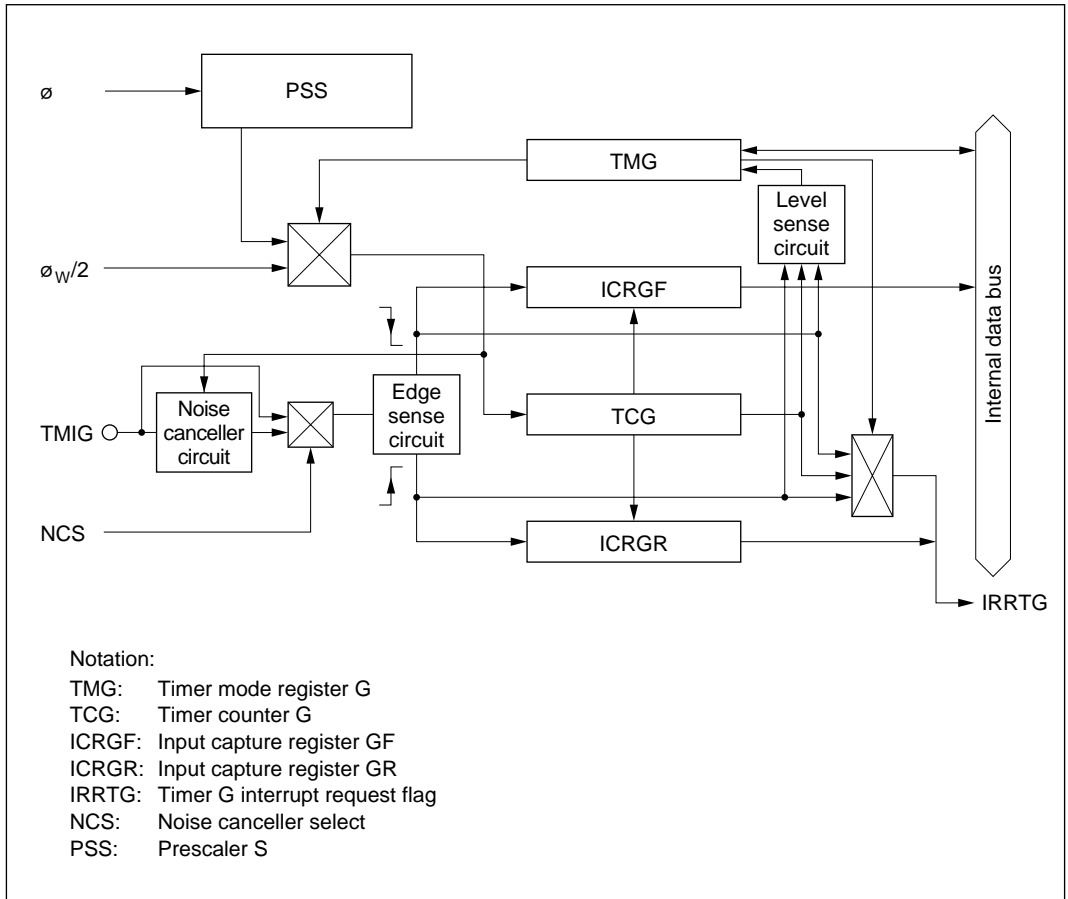 ø
PSS
TMG
Level
sense
circuit
øW/2
ICRGF
Internal data bus
Edge
sense
circuit
Noise
canceller
circuit
TCG
TMIG
NCS
ICRGR
IRRTG
Notation:
TMG: Timer mode register G
TCG: Timer counter G
ICRGF: Input capture register GF
ICRGR: Input capture register GR
IRRTG: Timer G interrupt request flag
NCS: Noise canceller select
PSS: Prescaler S